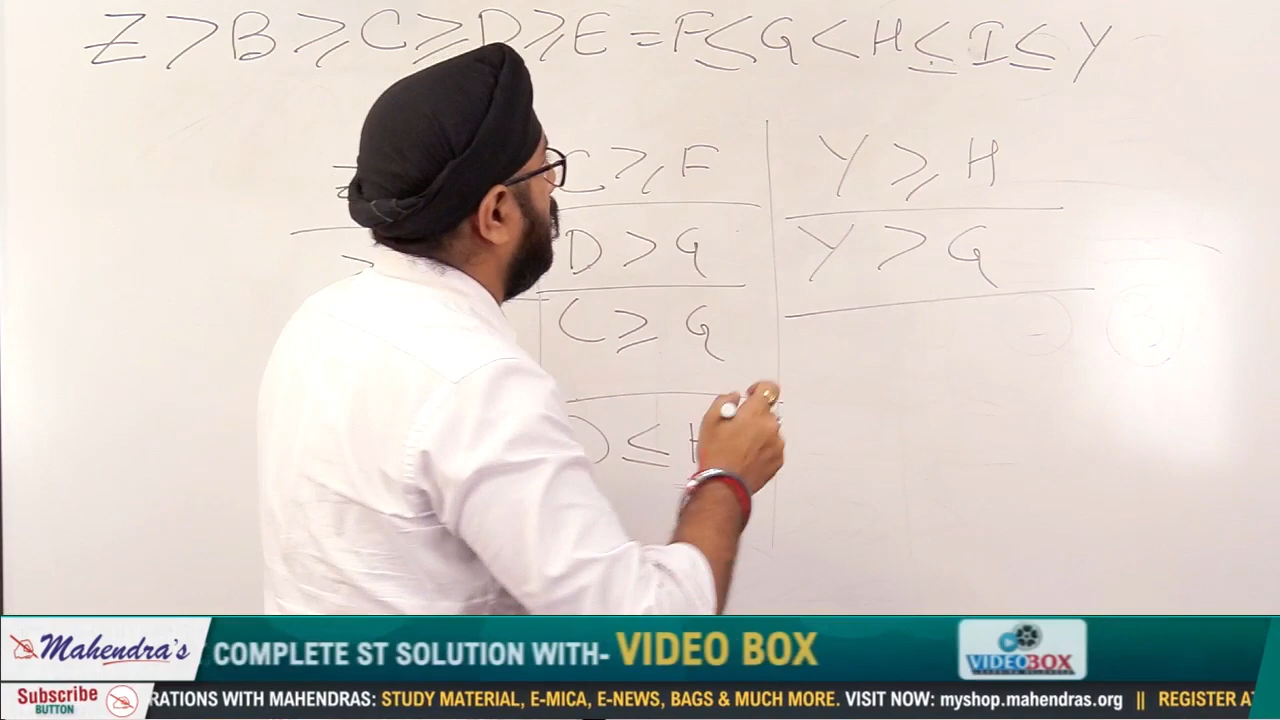 Z > B ≥ C ≥ D ≥ E = F ≤ G < H ≤ I ≤ Y
C ≥ F
Y ≥ H
D > G
Y > G
C ≥ G
D ≤ H
Mahendra's
COMPLETE ST SOLUTION WITH- VIDEO BOX
VIDEOBOX
Subscribe
BUTTON
RATIONS WITH MAHENDRAS: STUDY MATERIAL, E-MICA, E-NEWS, BAGS & MUCH MORE. VISIT NOW: myshop.mahendras.org || REGISTER AT